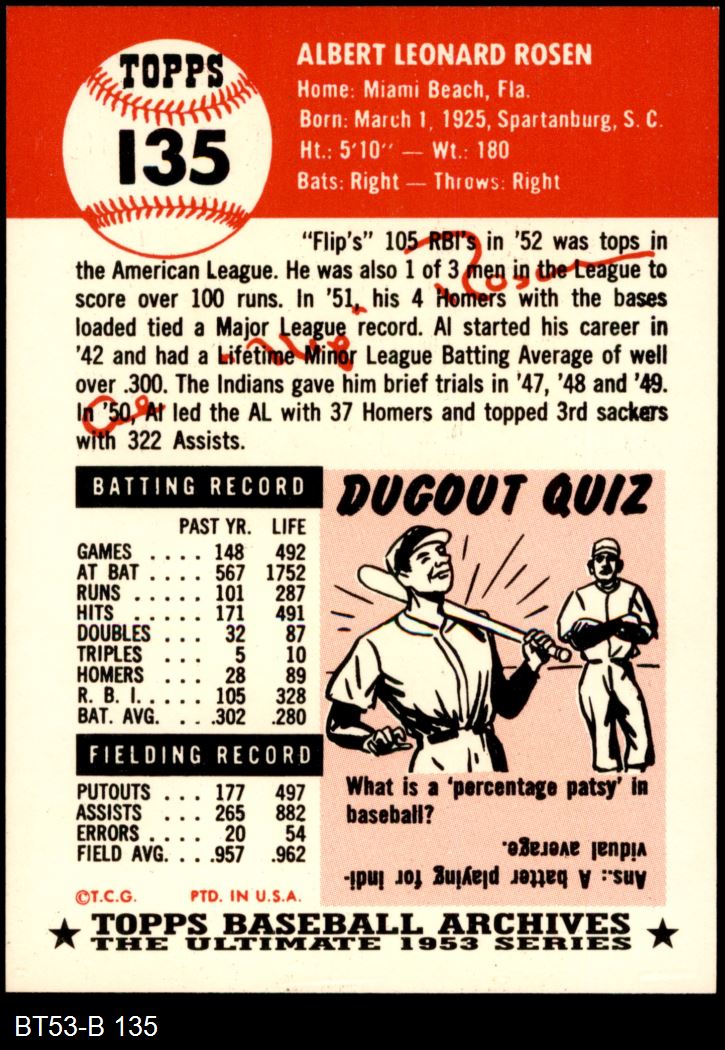 TOPPS
135
ALBERT LEONARD ROSEN
Home: Miami Beach, Fla.
Born: March 1, 1925, Spartanburg, S. C.
Ht.: 5'10'' — Wt.: 180
Bats: Right — Throws: Right
"Flip's" 105 RBI's in '52 was tops in
the American League. He was also 1 of 3 men in the League to
score over 100 runs. In '51, his 4 Homers with the bases
loaded tied a Major League record. Al started his career in
'42 and had a Lifetime Minor League Batting Average of well
over .300. The Indians gave him brief trials in '47, '48 and '49.
In '50, Al led the AL with 37 Homers and topped 3rd sackers
with 322 Assists.
Al "Flip" Rosen
BATTING RECORD
PAST YR. LIFE
GAMES .... 148 492
AT BAT .... 567 1752
RUNS ..... 101 287
HITS ..... 171 491
DOUBLES ... 32 87
TRIPLES ... 5 10
HOMERS ... 28 89
R. B. I. .... 105 328
BAT. AVG. ...302 .280
FIELDING RECORD
PUTOUTS ... 177 497
ASSISTS ... 265 882
ERRORS .... 20 54
FIELD AVG. ...957 .962
©T.C.G. PTD. IN U.S.A.
DUGOUT QUIZ
What is a 'percentage patsy' in
baseball?
Ans.: A batter playing for indi-
vidual average.
TOPPS BASEBALL ARCHIVES
THE ULTIMATE 1953 SERIES
BT53-B 135